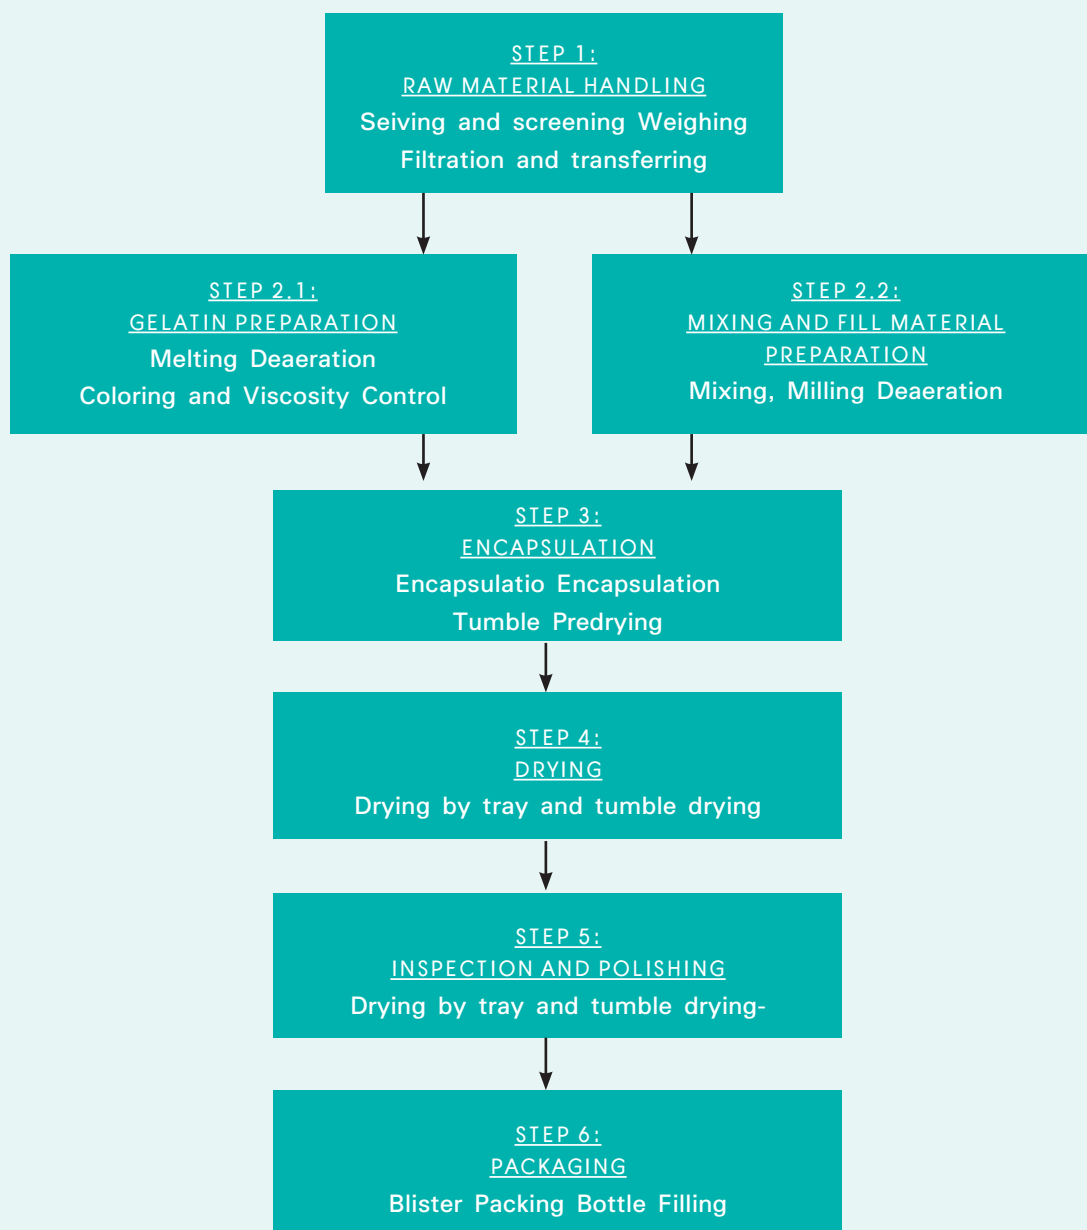 STEP 1:
RAW MATERIAL HANDLING
Seiving and screening Weighing
Filtration and transferring
STEP 2.1:
GELATIN PREPARATION
Melting Deaeration
Coloring and Viscosity Control
STEP 2.2:
MIXING AND FILL MATERIAL
PREPARATION
Mixing, Milling Deaeration
STEP 3:
ENCAPSULATION
Encapsulatio Encapsulation
Tumble Predrying
STEP 4:
DRYING
Drying by tray and tumble drying
STEP 5:
INSPECTION AND POLISHING
Drying by tray and tumble drying-
STEP 6:
PACKAGING
Blister Packing Bottle Filling